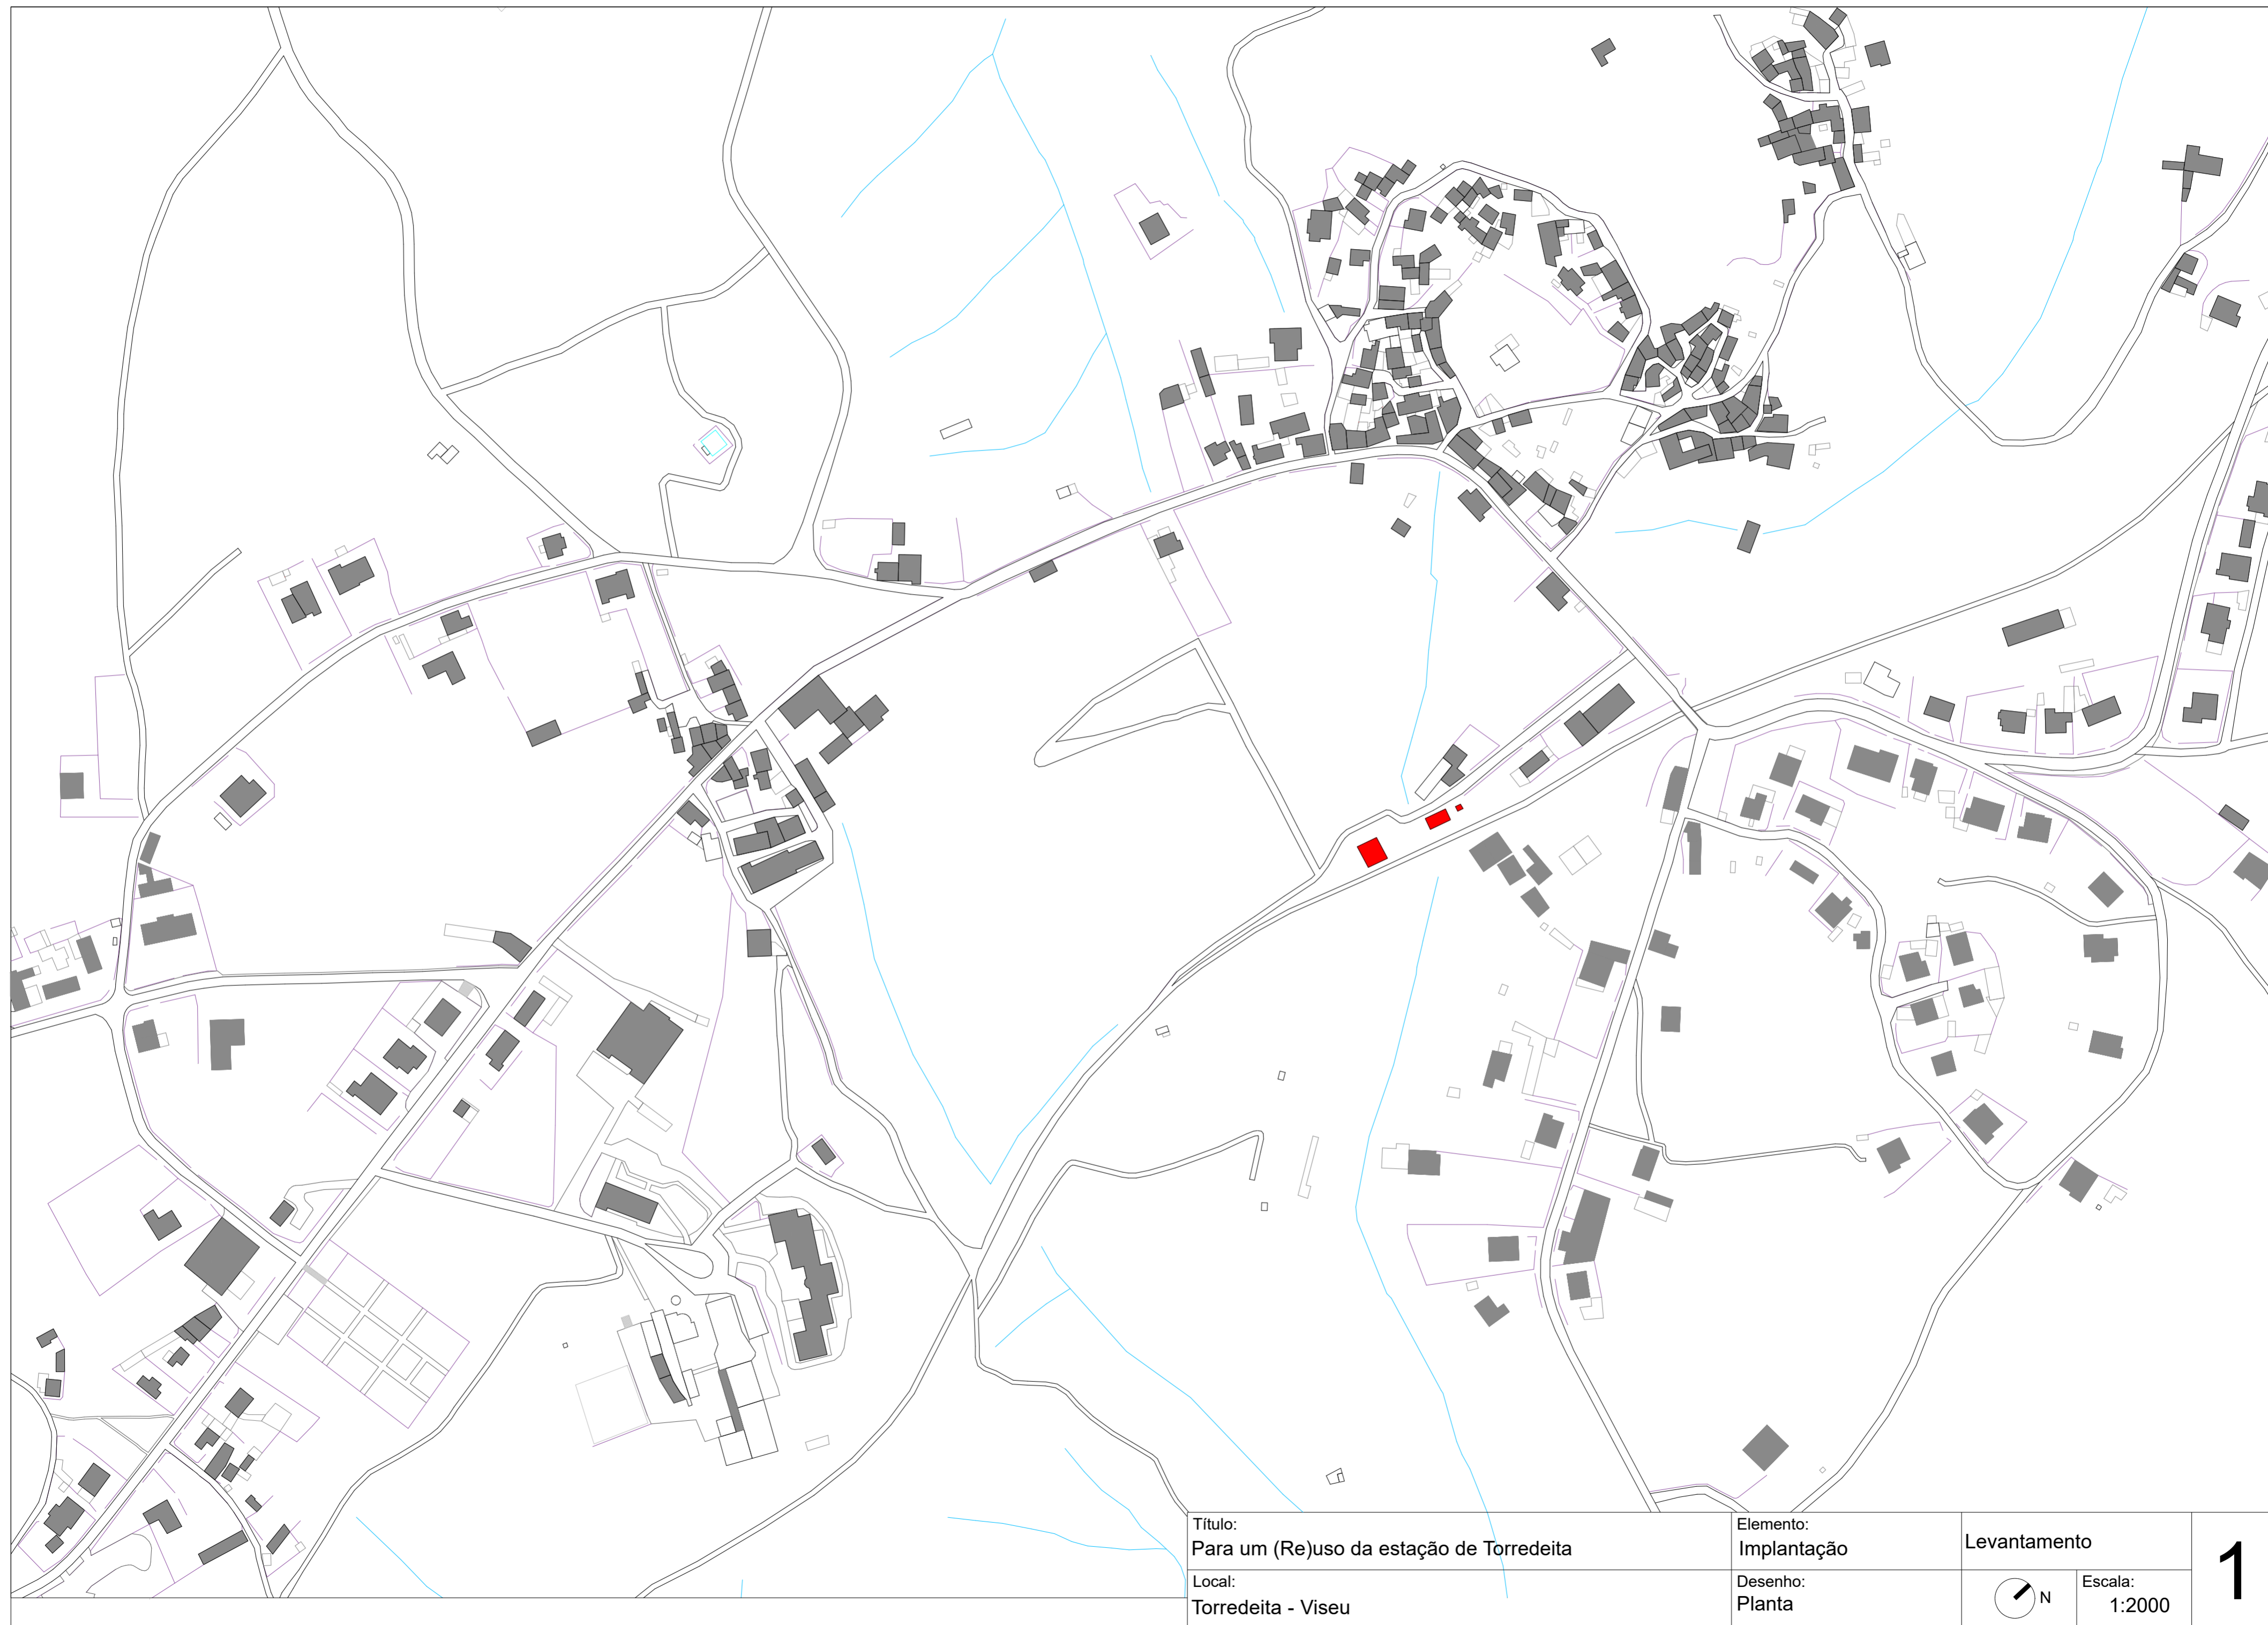 Título:
Para um (Re)uso da estação de Torredeita
Elemento:
Implantação
Levantamento
1
Local:
Torredeita - Viseu
Desenho:
Planta
N
Escala:
1:2000